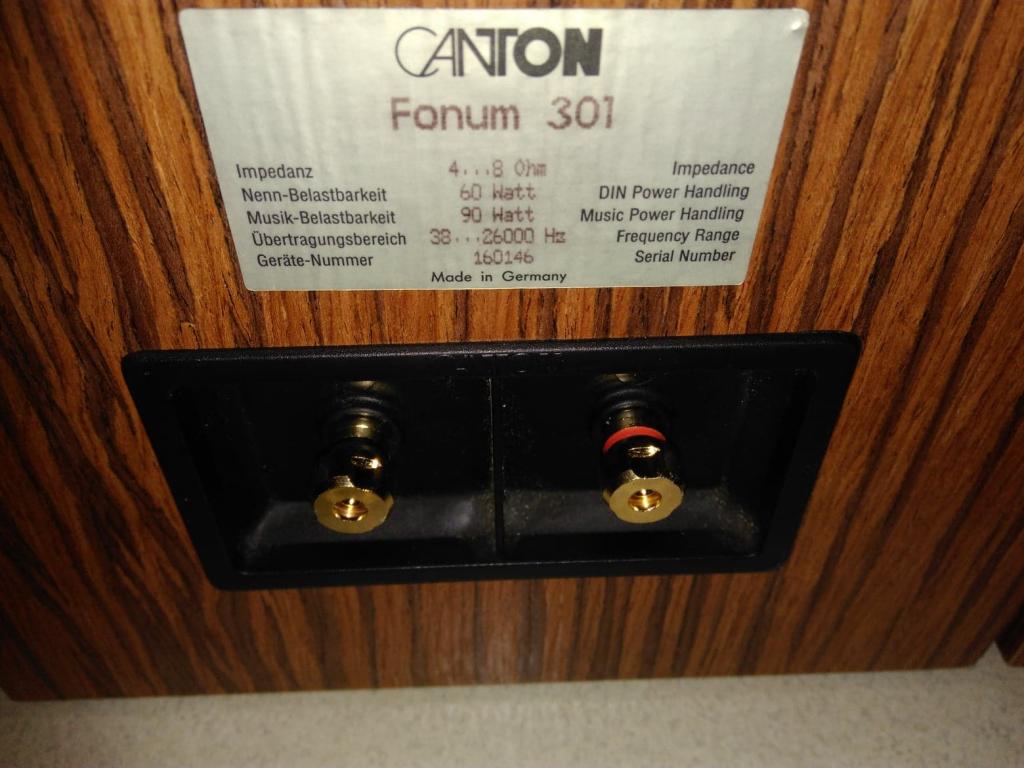 CANTON
Fonum 301
Impedanz 4...8 Ohm Impedance
Nenn-Belastbarkeit 60 Watt DIN Power Handling
Musik-Belastbarkeit 90 Watt Music Power Handling
Übertragungsbereich 38...26000 Hz Frequency Range
Geräte-Nummer 160146 Serial Number
Made in Germany
CANTON